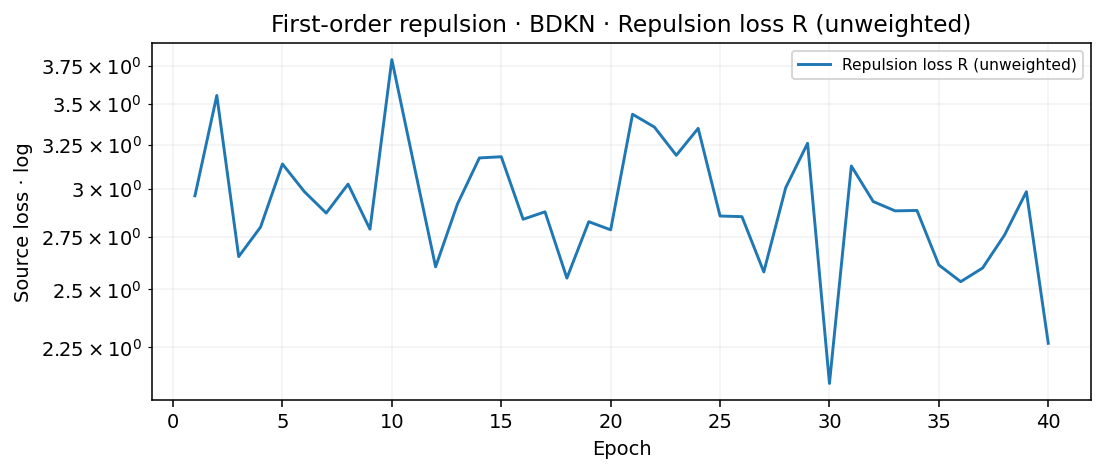 First-order repulsion · BDKN · Repulsion loss R (unweighted)
Repulsion loss R (unweighted)
Source loss · log
3.75 × 10⁰
3.5 × 10⁰
3.25 × 10⁰
3 × 10⁰
2.75 × 10⁰
2.5 × 10⁰
2.25 × 10⁰
0 5 10 15 20 25 30 35 40
Epoch